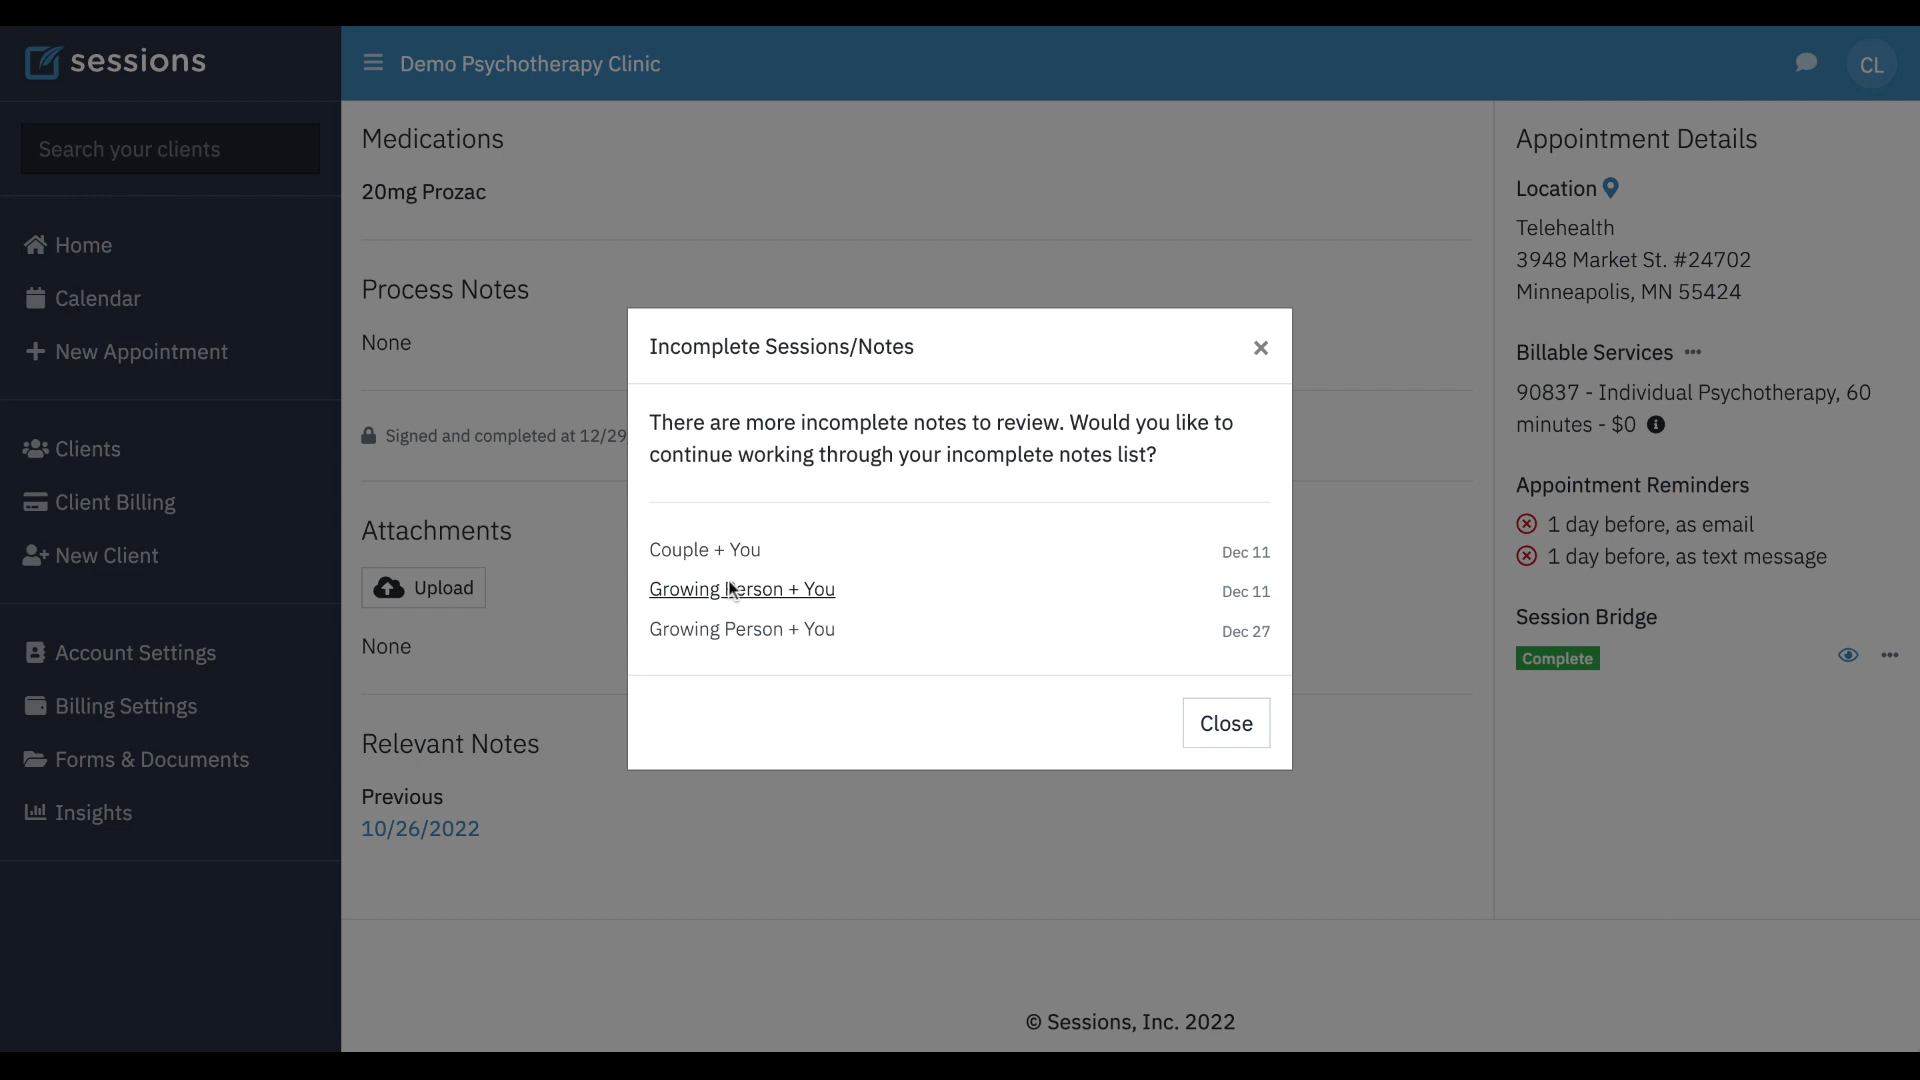 sessions
Search your clients
Home
Calendar
New Appointment
Clients
Client Billing
New Client
Account Settings
Billing Settings
Forms & Documents
Insights
Demo Psychotherapy Clinic
CL
Medications
20mg Prozac
Process Notes
None
Signed and completed at 12/29
Attachments
Upload
None
Relevant Notes
Previous
10/26/2022
Incomplete Sessions/Notes
There are more incomplete notes to review. Would you like to
continue working through your incomplete notes list?
Couple + You Dec 11
Growing Person + You Dec 11
Growing Person + You Dec 27
Close
Appointment Details
Location
Telehealth
3948 Market St. #24702
Minneapolis, MN 55424
Billable Services
90837 - Individual Psychotherapy, 60
minutes - $0
Appointment Reminders
1 day before, as email
1 day before, as text message
Session Bridge
Complete
© Sessions, Inc. 2022